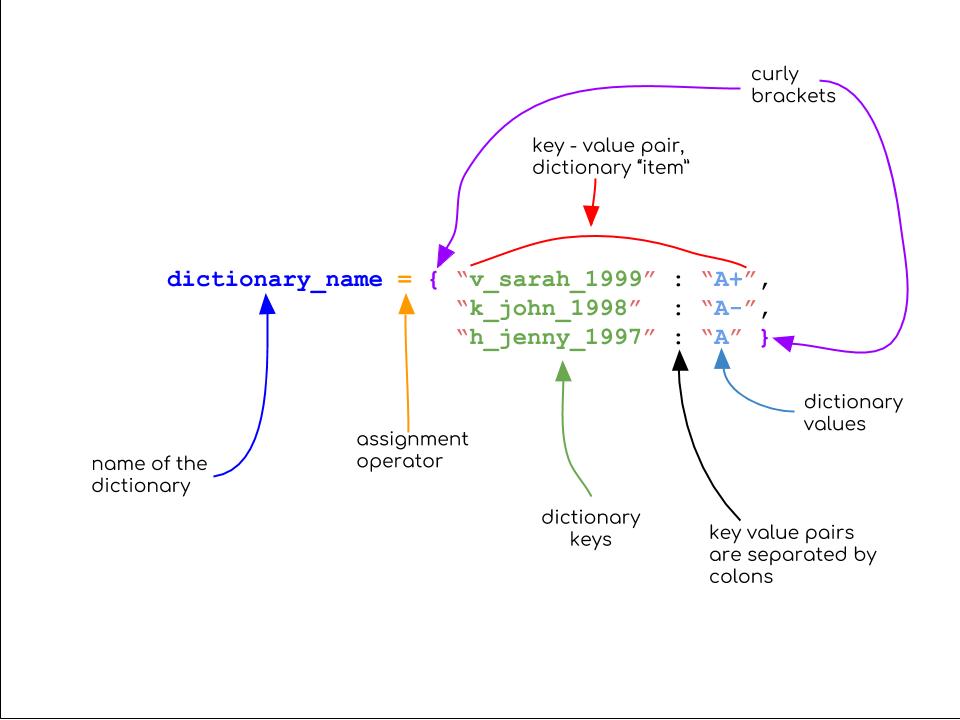 curly
brackets
key - value pair,
dictionary “item”
dictionary_name = { “v_sarah_1999” : “A+”,
“k_john_1998” : “A-”,
“h_jenny_1997” : “A” }
dictionary
values
assignment
operator
name of the
dictionary
dictionary
keys
key value pairs
are separated by
colons